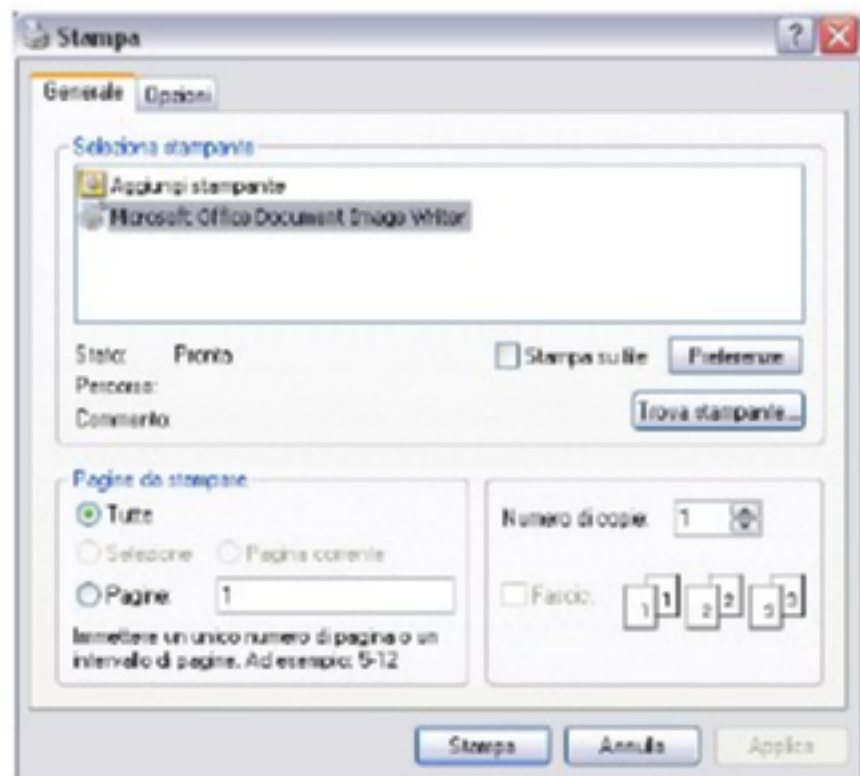 Stampa
Generale Opzioni
Seleziona stampante
Aggiungi stampante
Microsoft Office Document Image Writer
Stato: Pronta
Stampa su file Preferenze
Percorso:
Commento:
Trova stampante...
Pagine da stampare
Tutte
Numero di copie: 1
Selezione Pagina corrente
Pagine: 1
Fascic.
1 1 2 2 3 3
Immettere un unico numero di pagina o un
intervallo di pagine. Ad esempio: 5-12
Stampa Annulla Applica